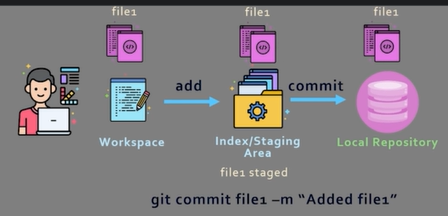 file1
file1
file1
add
commit
Workspace
Index/Staging
Area
Local Repository
file1 staged
git commit file1 –m “Added file1”